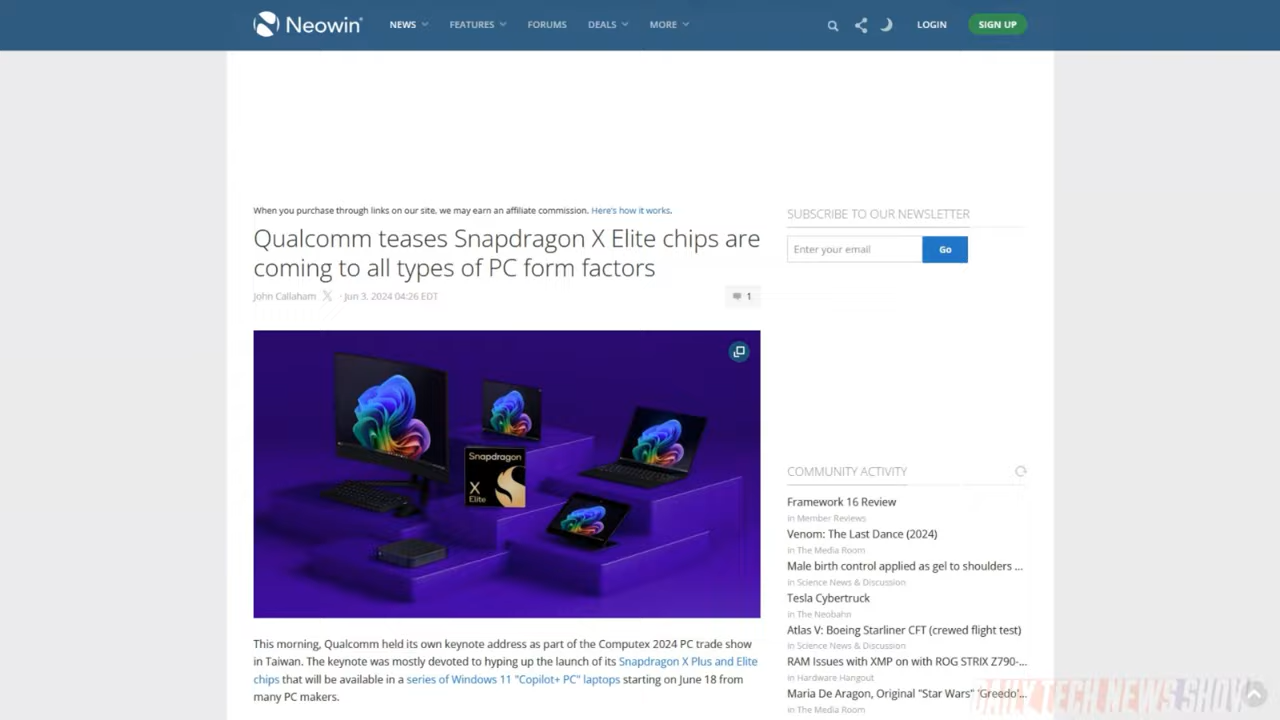 Neowin
NEWS
FEATURES
FORUMS
DEALS
MORE
LOGIN
SIGN UP
When you purchase through links on our site, we may earn an affiliate commission. Here's how it works.
Qualcomm teases Snapdragon X Elite chips are
coming to all types of PC form factors
John Callaham X · Jun 3, 2024 04:26 EDT
1
Snapdragon
X
Elite
This morning, Qualcomm held its own keynote address as part of the Computex 2024 PC trade show
in Taiwan. The keynote was mostly devoted to hyping up the launch of its Snapdragon X Plus and Elite
chips that will be available in a series of Windows 11 "Copilot+ PC" laptops starting on June 18 from
many PC makers.
SUBSCRIBE TO OUR NEWSLETTER
Enter your email
Go
COMMUNITY ACTIVITY
Framework 16 Review
in Member Reviews
Venom: The Last Dance (2024)
in The Media Room
Male birth control applied as gel to shoulders ...
in Science News & Discussion
Tesla Cybertruck
in The Neobahn
Atlas V: Boeing Starliner CFT (crewed flight test)
in Science News & Discussion
RAM Issues with XMP on with ROG STRIX Z790-...
in Hardware Hangout
Maria De Aragon, Original "Star Wars" 'Greedo'...
in The Media Room
DAILY TECH NEWS SHOW